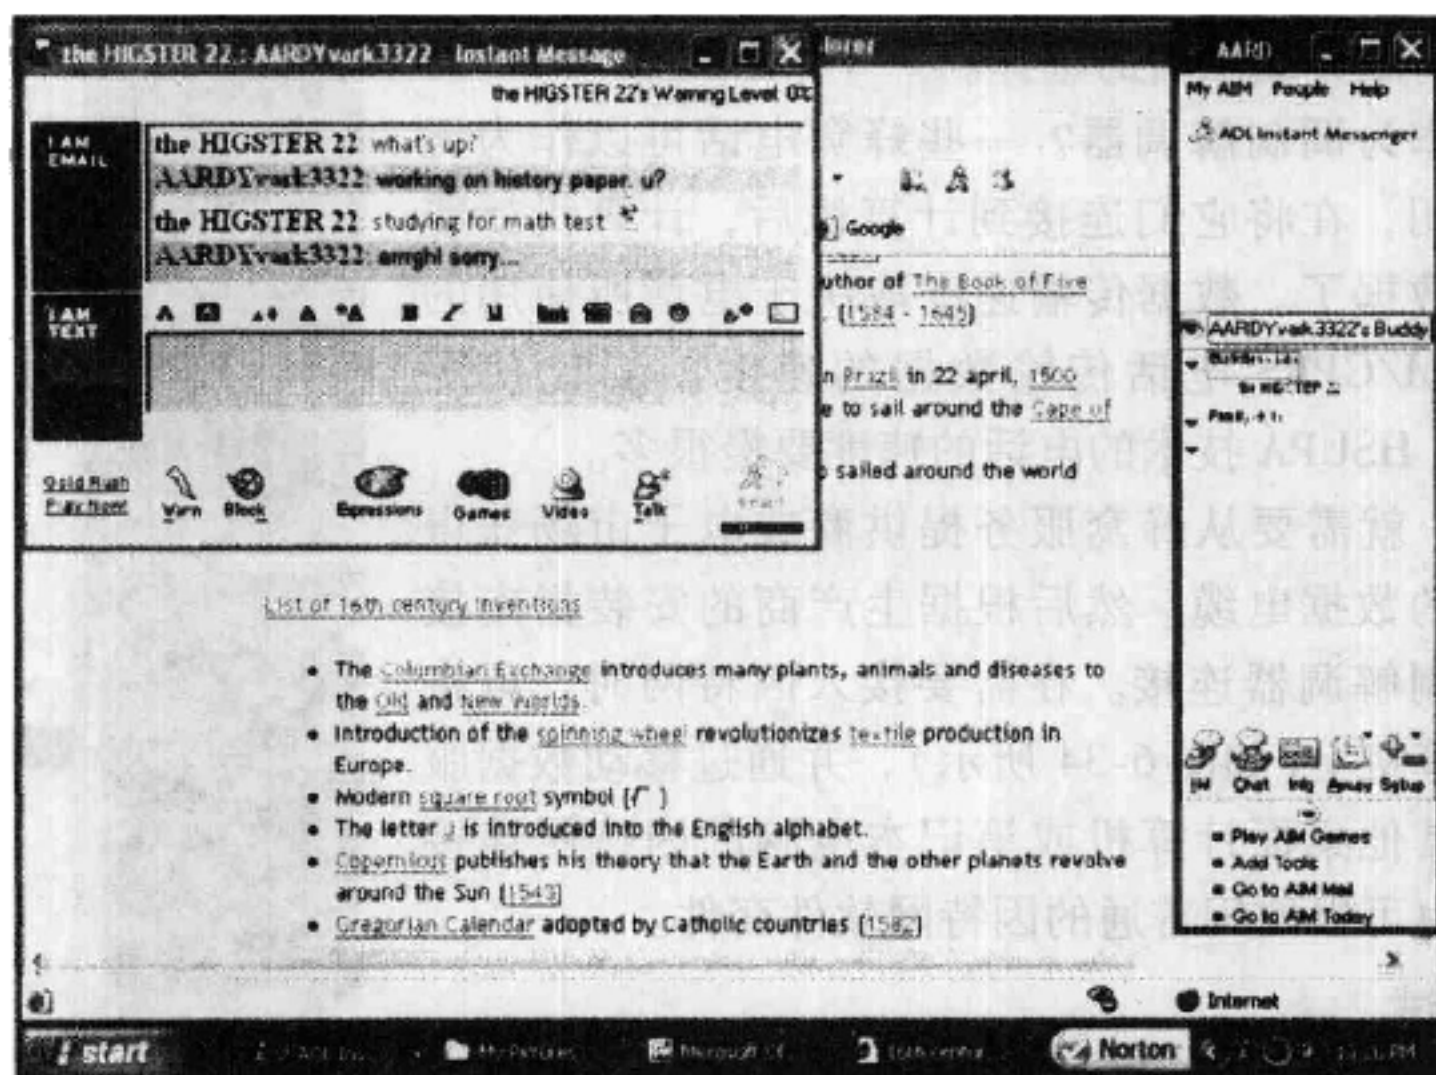 the HIGSTER 22 : AARDYvark3322 - Instant Message
the HIGSTER 22's Warning Level: 0%
I AM
EMAIL
the HIGSTER 22: what's up?
AARDYvark3322: working on history paper. u?
the HIGSTER 22: studying for math test
AARDYvark3322: arrrgh! sorry...
I AM
TEXT
Gold Rush
Play Now!
Warn Block Expressions Games Video Talk
lorer
Google
uthor of The Book of Five
(1584 - 1645)
n Brazil in 22 april, 1500
e to sail around the Cape of
o sailed around the world
List of 16th century inventions
• The Columbian Exchange introduces many plants, animals and diseases to
the Old and New Worlds.
• Introduction of the spinning wheel revolutionizes textile production in
Europe.
• Modern square root symbol (√ )
• The letter J is introduced into the English alphabet.
• Copernicus publishes his theory that the Earth and the other planets revolve
around the Sun (1543)
• Gregorian Calendar adopted by Catholic countries (1582)
AARD
My AIM People Help
AOL Instant Messenger
AARDYvark3322's Buddy
IM Chat Info Away Setup
Play AIM Games
Add Tools
Go to AIM Mail
Go to AIM Today
Internet
start
My Pictures
Norton
PM